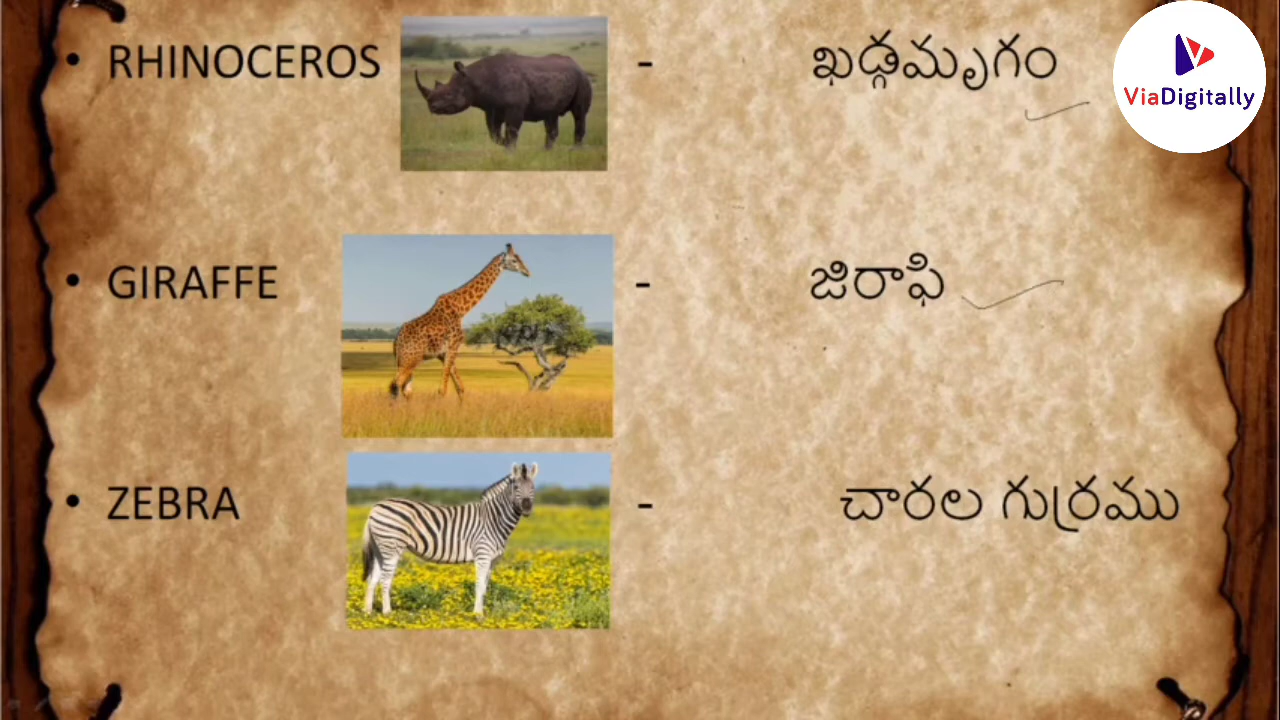 • RHINOCEROS - ఖడ్గమృగం
ViaDigitally
• GIRAFFE - జిరాఫి
• ZEBRA - చారల గుర్రము